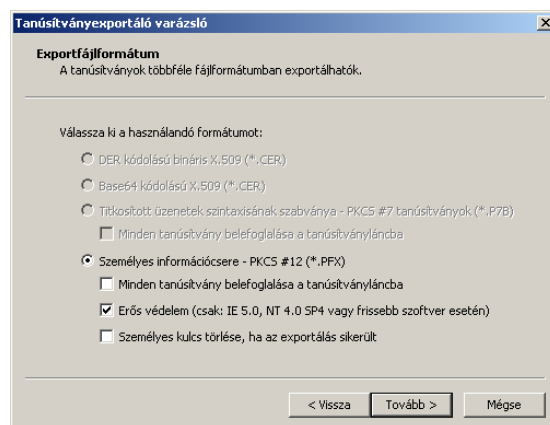 Tanúsítványexportáló varázsló
Exportfájlformátum
A tanúsítványok többféle fájlformátumban exportálhatók.
Válassza ki a használandó formátumot:
DER kódolású bináris X.509 (*.CER)
Base64 kódolású X.509 (*.CER)
Titkosított üzenetek szintaxisának szabványa - PKCS #7 tanúsítványok (*.P7B)
Minden tanúsítvány belefoglalása a tanúsítványláncba
Személyes információcsere - PKCS #12 (*.PFX)
Minden tanúsítvány belefoglalása a tanúsítványláncba
Erős védelem (csak: IE 5.0, NT 4.0 SP4 vagy frissebb szoftver esetén)
Személyes kulcs törlése, ha az exportálás sikerült
< Vissza Tovább > Mégse